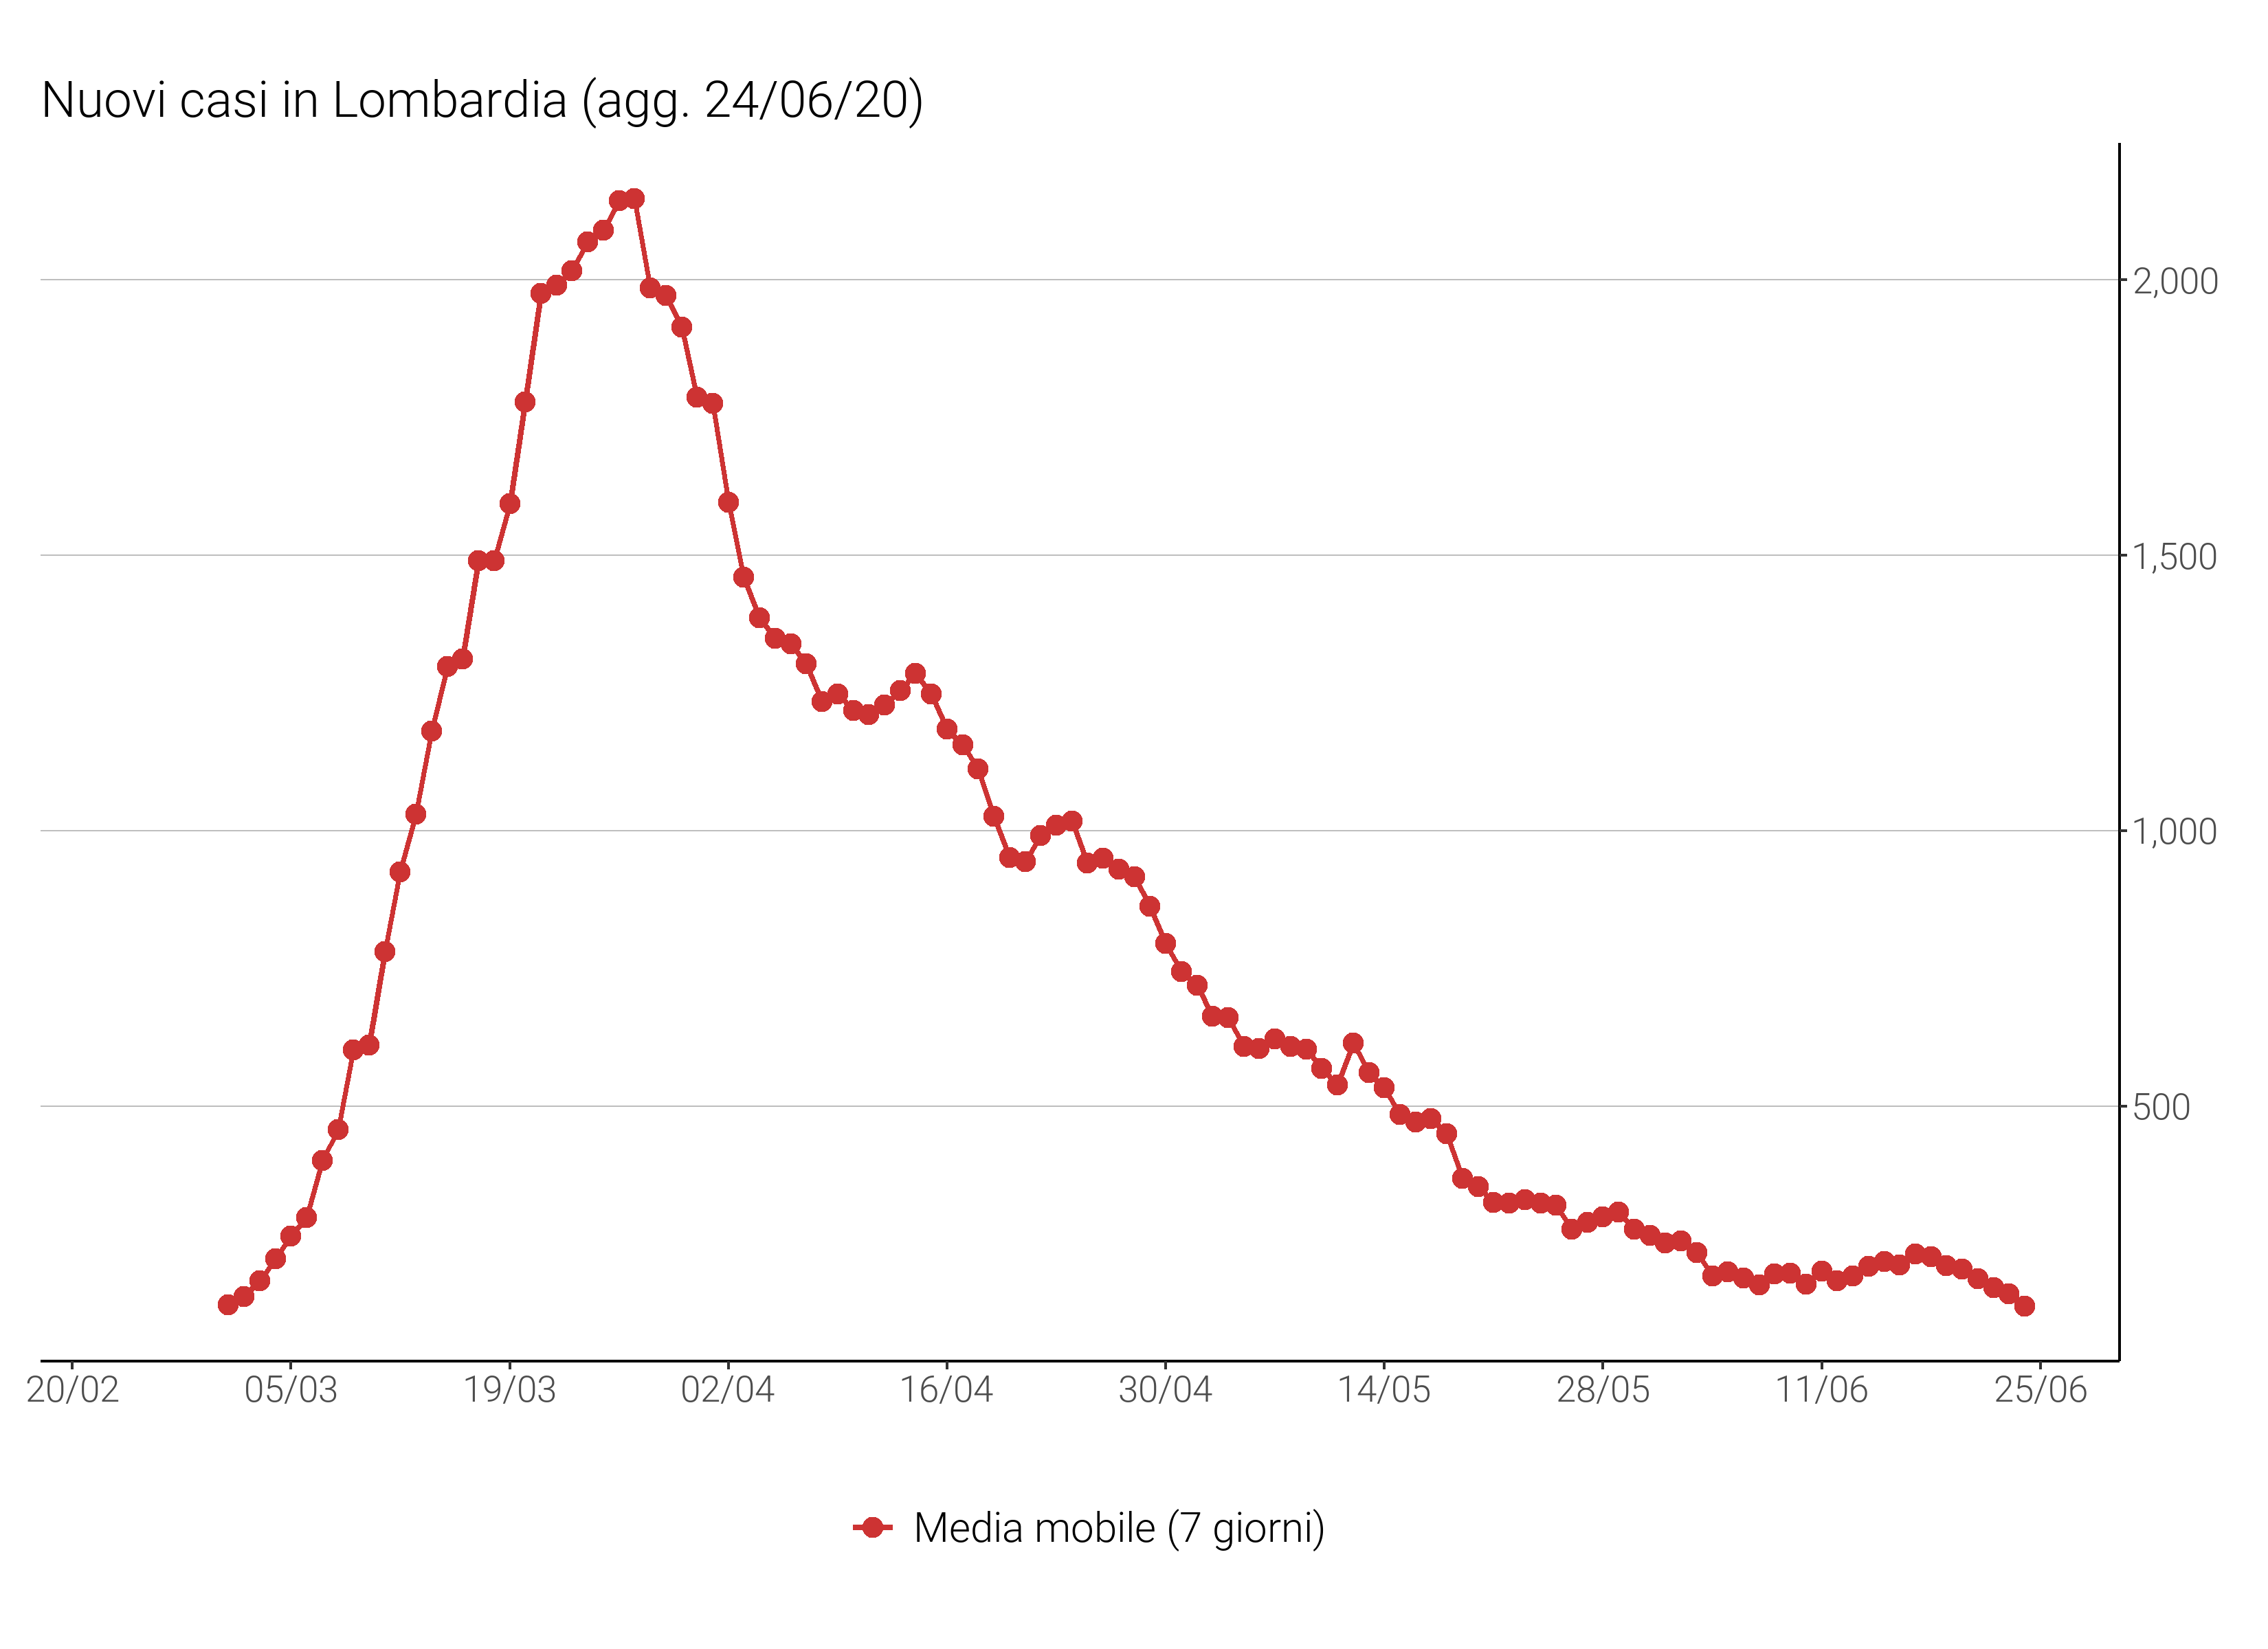 Nuovi casi in Lombardia (agg. 24/06/20)
2,000
1,500
1,000
500
20/02 05/03 19/03 02/04 16/04 30/04 14/05 28/05 11/06 25/06
Media mobile (7 giorni)